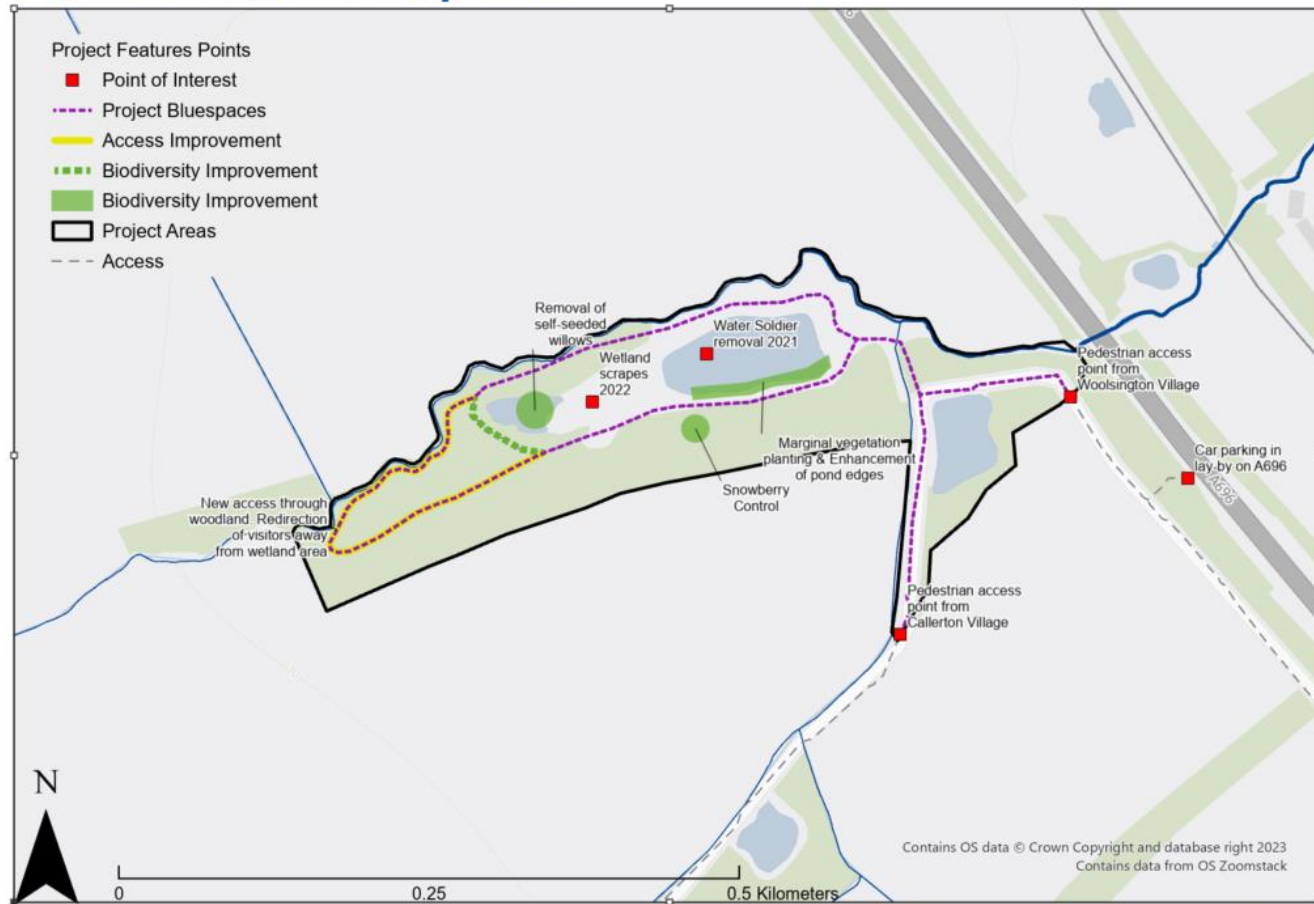 Project Features Points
Point of Interest
Project Bluespaces
Access Improvement
Biodiversity Improvement
Biodiversity Improvement
Project Areas
Access
Removal of
self-seeded
willows
Wetland
scrapes
2022
Water Soldier
removal 2021
Pedestrian access
point from
Woolsington Village
Car parking in
lay-by on A696
A696
Marginal vegetation
planting & Enhancement
of pond edges
Snowberry
Control
New access through
woodland. Redirection
of visitors away
from wetland area
Pedestrian access
point from
Callerton Village
N
0
0.25
0.5 Kilometers
Contains OS data © Crown Copyright and database right 2023
Contains data from OS Zoomstack